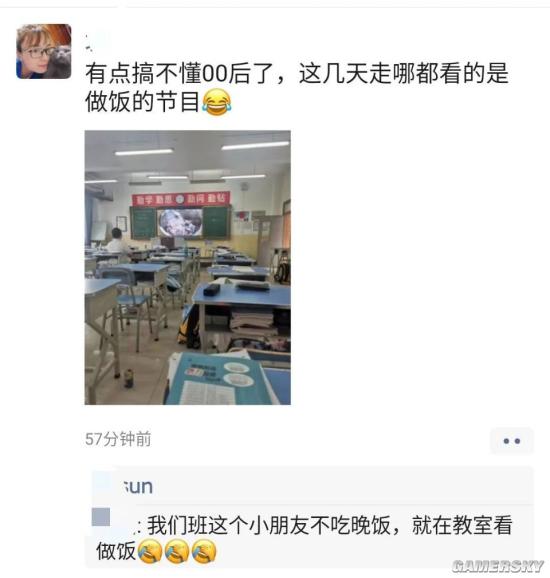 有点搞不懂00后了，这几天走哪都看的是
做饭的节目😂
勤学 勤思 勤问 勤钻
57分钟前
sun
: 我们班这个小朋友不吃晚饭，就在教室看
做饭🤣🤣🤣
GAMERSKY